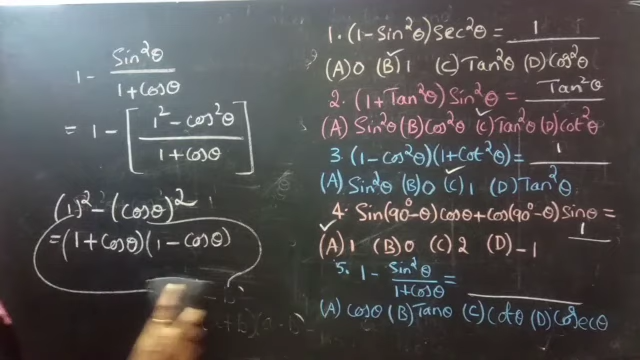 1 - Sin²θ / 1 + Cosθ
= 1 - [ 1² - Cos²θ / 1 + Cosθ ]
(1)² - (Cosθ)²
= (1 + Cosθ)(1 - Cosθ)
1. (1 - Sin²θ) Sec²θ = 1
(A) 0 (B) 1 (C) Tan²θ (D) Cos²θ
2. (1 + Tan²θ) Sin²θ = Tan²θ
(A) Sin²θ (B) Cos²θ (C) Tan²θ (D) Cot²θ
3. (1 - Cos²θ)(1 + Cot²θ) = 1
(A) Sin²θ (B) 0 (C) 1 (D) Tan²θ
4. Sin(90° - θ) Cosθ + Cos(90° - θ) Sinθ =
1
(A) 1 (B) 0 (C) 2 (D) -1
5. 1 - Sin²θ / 1 + Cosθ =
(A) Cosθ (B) Tanθ (C) Cotθ (D) Cosecθ